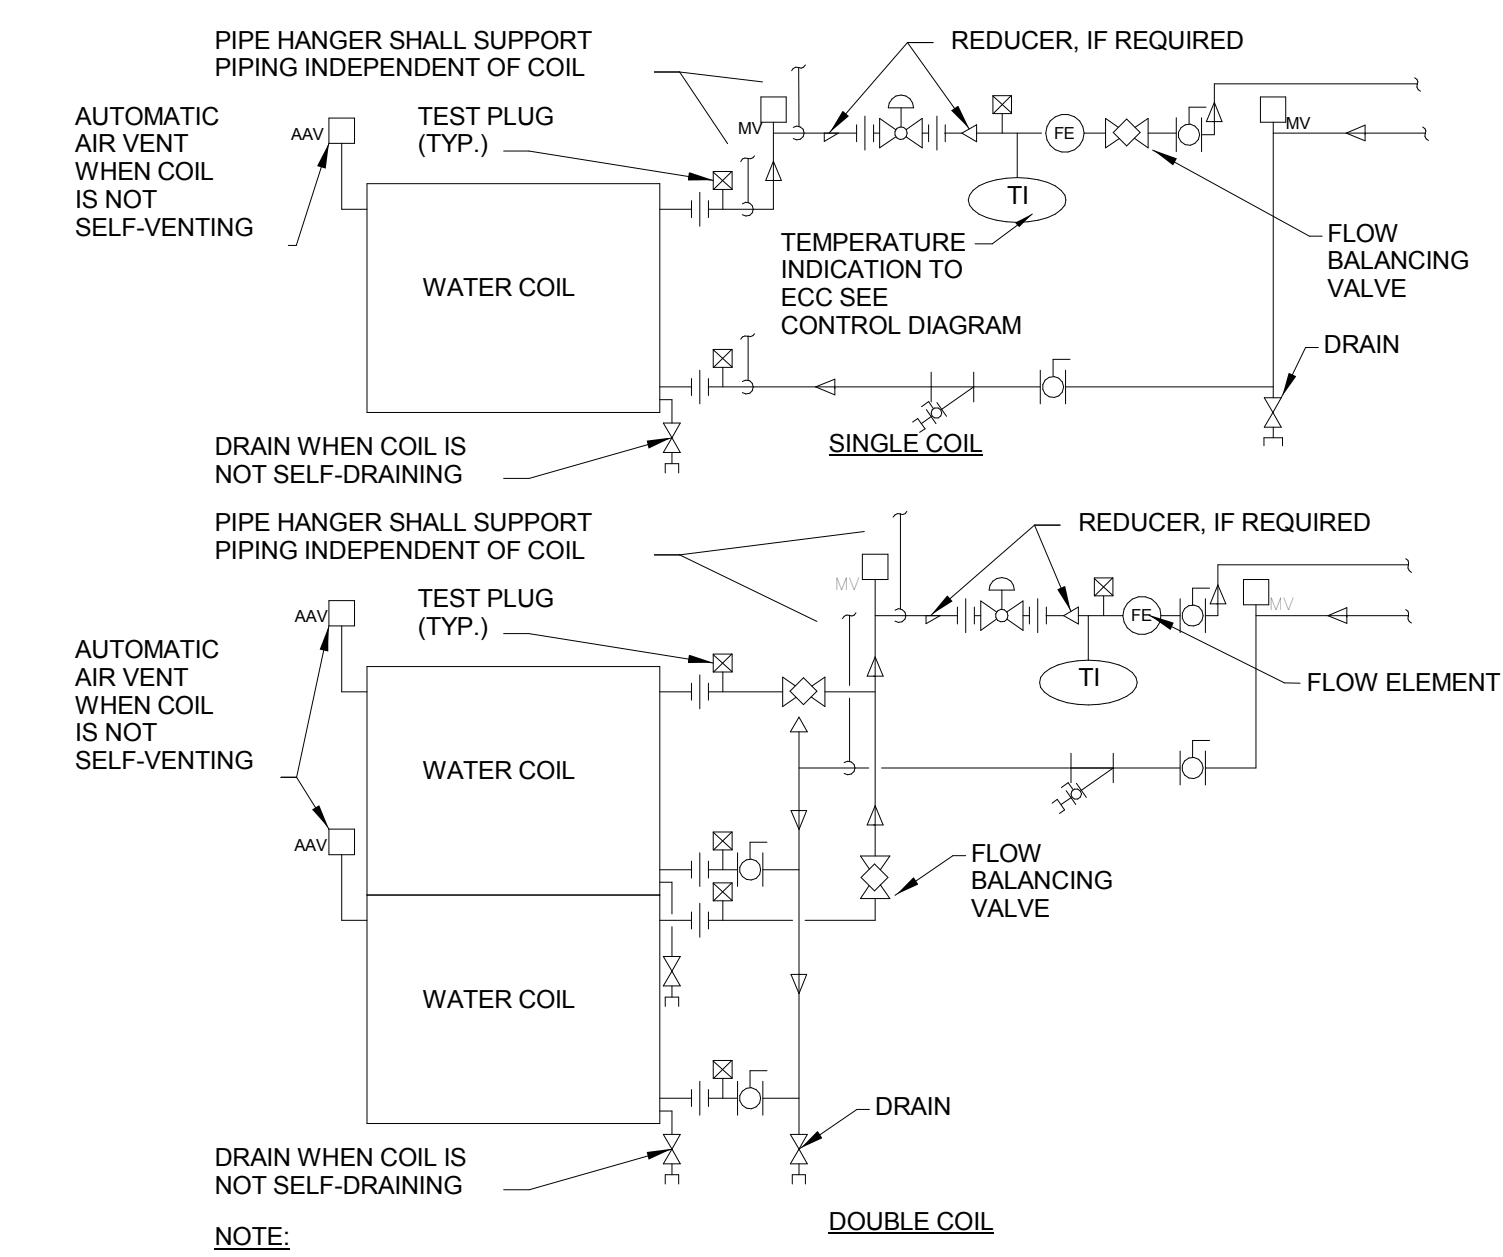 PIPE HANGER SHALL SUPPORT
PIPING INDEPENDENT OF COIL
REDUCER, IF REQUIRED
AUTOMATIC
AIR VENT
WHEN COIL
IS NOT
SELF-VENTING
AAV
TEST PLUG
(TYP.)
MV
FE
MV
TI
WATER COIL
TEMPERATURE
INDICATION TO
ECC SEE
CONTROL DIAGRAM
FLOW
BALANCING
VALVE
DRAIN
DRAIN WHEN COIL IS
NOT SELF-DRAINING
SINGLE COIL
PIPE HANGER SHALL SUPPORT
PIPING INDEPENDENT OF COIL
REDUCER, IF REQUIRED
MV
TEST PLUG
(TYP.)
AAV
FE
MV
AUTOMATIC
AIR VENT
WHEN COIL
IS NOT
SELF-VENTING
TI
FLOW ELEMENT
WATER COIL
AAV
FLOW
BALANCING
VALVE
WATER COIL
DRAIN
DRAIN WHEN COIL IS
NOT SELF-DRAINING
DOUBLE COIL
NOTE: